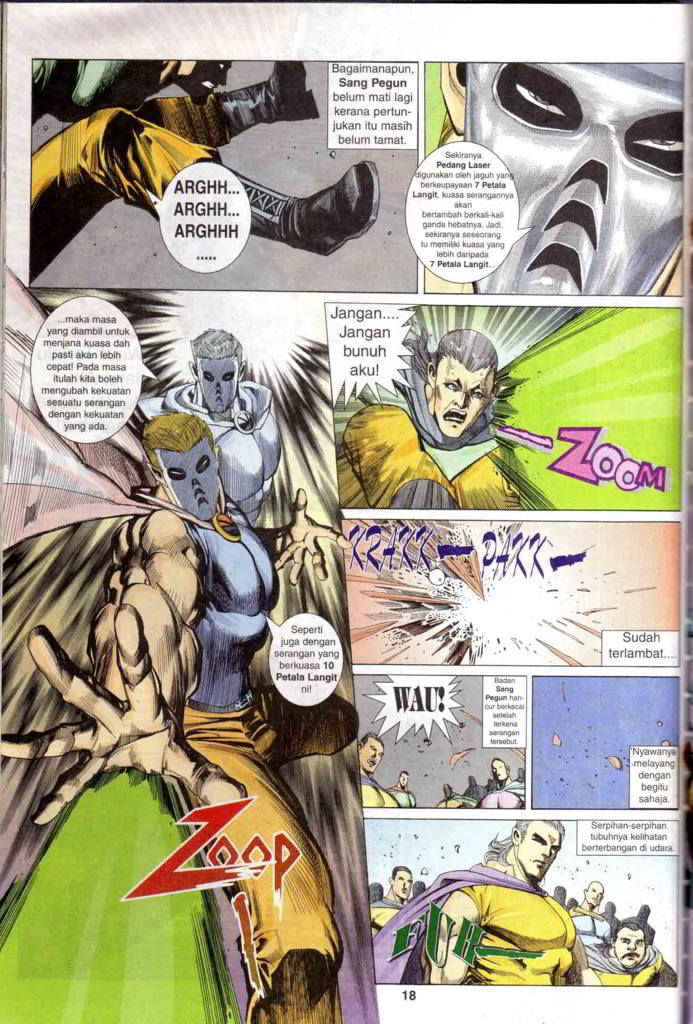 Bagaimanapun,
Sang Pegun
belum mati lagi
kerana pertun-
jukan itu masih
belum tamat.
ARGHH...
ARGHH...
ARGHHH
.....
Sekiranya
Pedang Laser
digunakan oleh jaguh yang
berkeupayaan 7 Petala
Langit, kuasa serangannya
akan
bertambah berkali-kali
ganda hebatnya. Jadi,
sekiranya seseorang
tu memiliki kuasa yang
lebih daripada
7 Petala Langit...
...maka masa
yang diambil untuk
menjana kuasa dah
pasti akan lebih
cepat! Pada masa
itulah kita boleh
mengubah kekuatan
sesuatu serangan
dengan kekuatan
yang ada.
Seperti
juga dengan
serangan yang
berkuasa 10
Petala Langit
ni!
ZOOP
Jangan....
Jangan
bunuh
aku!
ZOOM
KRAKK
PAKK
Sudah
terlambat....
WAU!
Badan
Sang
Pegun han-
cur berkecai
setelah
terkena
serangan
tersebut.
Nyawanya
melayang
dengan
begitu
sahaja.
Serpihan-serpihan
tubuhnya kelihatan
berterbangan di udara.
FUH
18